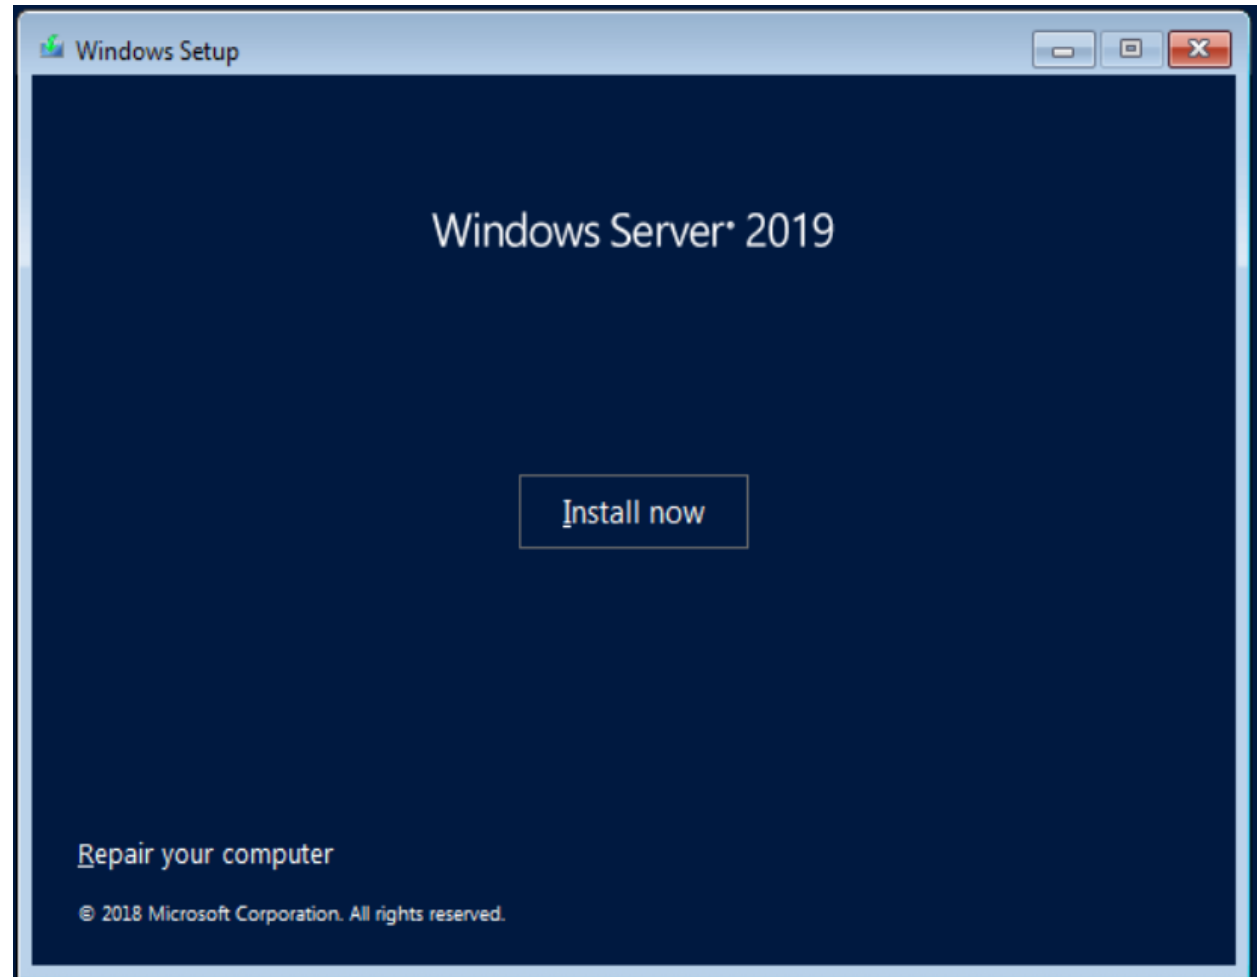 Windows Setup
Windows Server® 2019
Install now
Repair your computer
© 2018 Microsoft Corporation. All rights reserved.